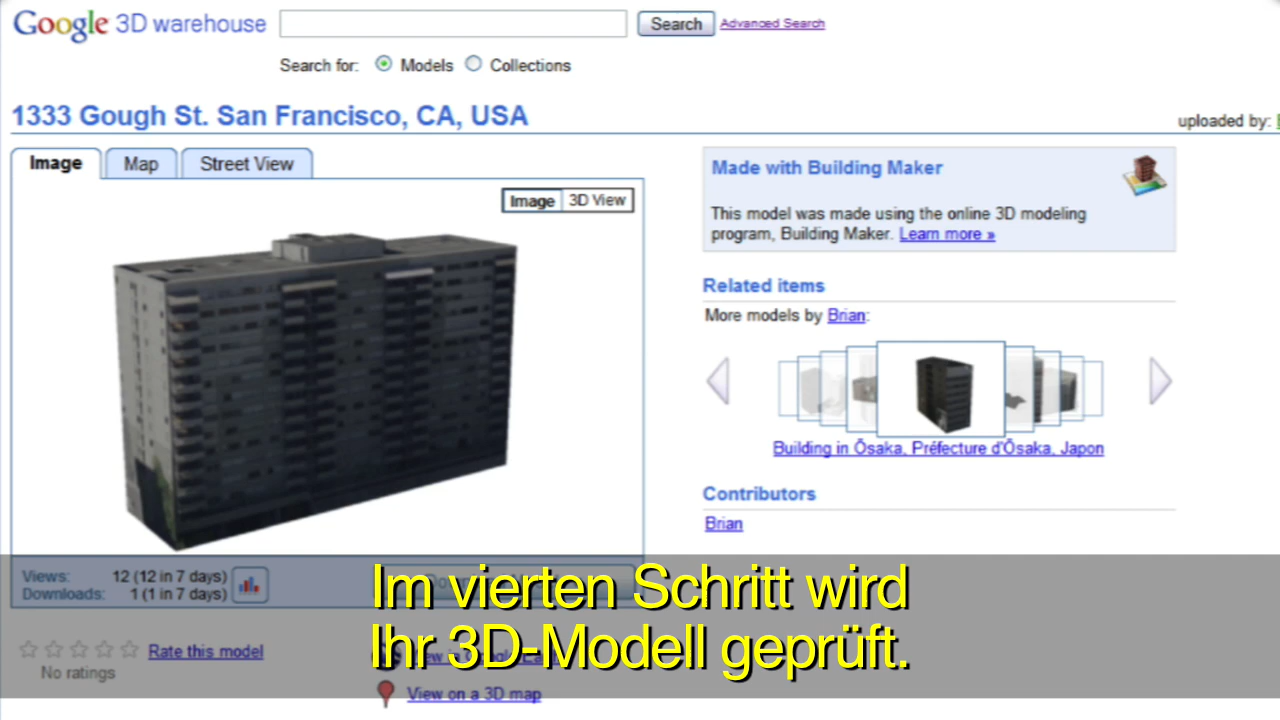 Google 3D warehouse
Search
Advanced Search
Search for: Models Collections
1333 Gough St. San Francisco, CA, USA
uploaded by:
Image
Map
Street View
Image
3D View
Made with Building Maker
This model was made using the online 3D modeling
program, Building Maker. Learn more »
Related items
More models by Brian:
Building in Ōsaka, Préfecture d'Ōsaka, Japon
Contributors
Brian
Views: 12 (12 in 7 days)
Downloads: 1 (1 in 7 days)
Im vierten Schritt wird
Ihr 3D-Modell geprüft.
Rate this model
No ratings
View on a 3D map